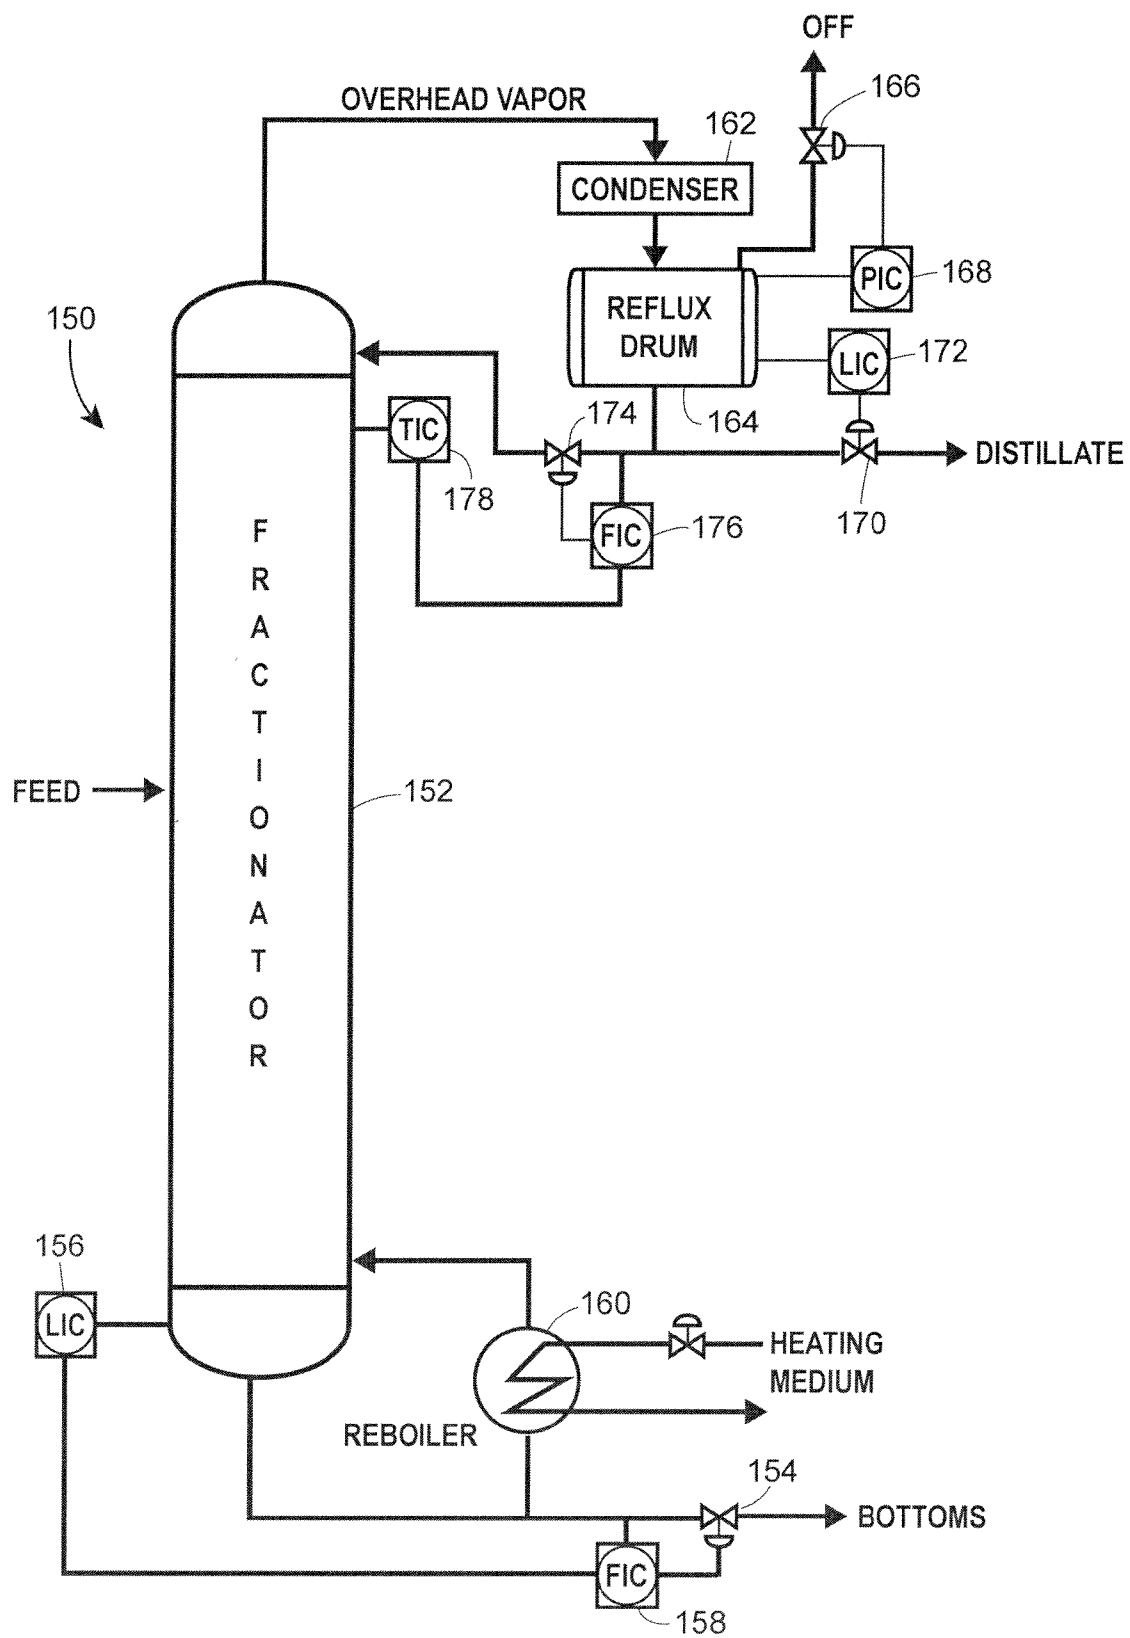 OFF
166
OVERHEAD VAPOR
162
CONDENSER
PIC
168
150
REFLUX
DRUM
LIC
172
174
164
TIC
178
DISTILLATE
170
FIC
176
F
R
A
C
T
I
O
N
A
T
O
R
FEED
152
156
LIC
160
HEATING
MEDIUM
REBOILER
154
BOTTOMS
FIC
158